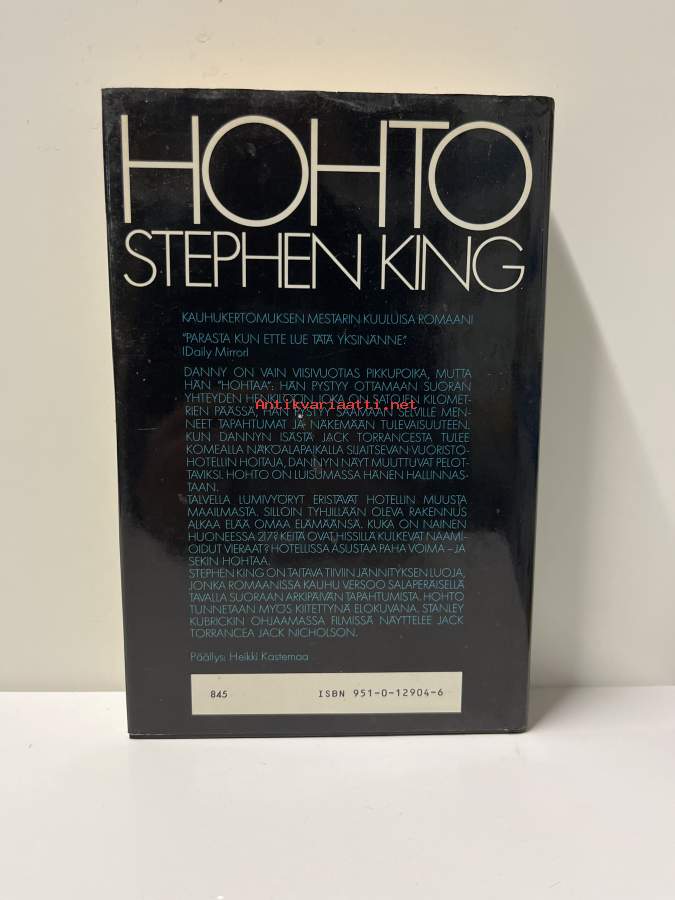 HOHTO
STEPHEN KING
KAUHUKERTOMUKSEN MESTARIN KUULUISA ROMAANI
"PARASTA KUN ETTE LUE TÄTÄ YKSINÄNNE."
(Daily Mirror)
DANNY ON VAIN VIISIVUOTIAS PIKKUPOIKA, MUTTA
HÄN "HOHTAA": HÄN PYSTYY OTTAMAAN SUORAN
YHTEYDEN HENKILÖÖN JOKA ON SATOJEN KILOMET-
RIEN PÄÄSSÄ, HÄN PYSTYY SAAMAAN SELVILLE MEN-
Antikvariaatti.net
NEET TAPAHTUMAT JA NÄKEMÄÄN TULEVAISUUTEEN.
KUN DANNYN ISÄSTÄ JACK TORRANCESTA TULEE
KOMEALLA NÄKÖALAPAIKALLA SIJAITSEVAN VUORISTO-
HOTELLIN HOITAJA, DANNYN NÄYT MUUTTUVAT PELOT-
TAVIKSI. HOHTO ON LUISUMASSA HÄNEN HALLINNAS-
TAAN.
TALVELLA LUMIVYÖRYT ERISTÄVÄT HOTELLIN MUUSTA
MAAILMASTA. SILLOIN TYHJILLÄÄN OLEVA RAKENNUS
ALKAA ELÄÄ OMAA ELÄMÄÄNSÄ. KUKA ON NAINEN
HUONEESSA 217? KEITÄ OVAT HISSILLÄ KULKEVAT NAAMI-
OIDUT VIERAAT? HOTELLISSA ASUSTAA PAHA VOIMA – JA
SEKIN HOHTAA.
STEPHEN KING ON TAITAVA TIIVIIN JÄNNITYKSEN LUOJA,
JONKA ROMAANISSA KAUHU VERSOO SALAPERÄISELLÄ
TAVALLA SUORAAN ARKIPÄIVÄN TAPAHTUMISTA. HOHTO
TUNNETAAN MYÖS KIITETTYNÄ ELOKUVANA. STANLEY
KUBRICKIN OHJAAMASSA FILMISSÄ NÄYTTELEE JACK
TORRANCEA JACK NICHOLSON.
Päällys: Heikki Kastemaa
845 ISBN 951-0-12904-6